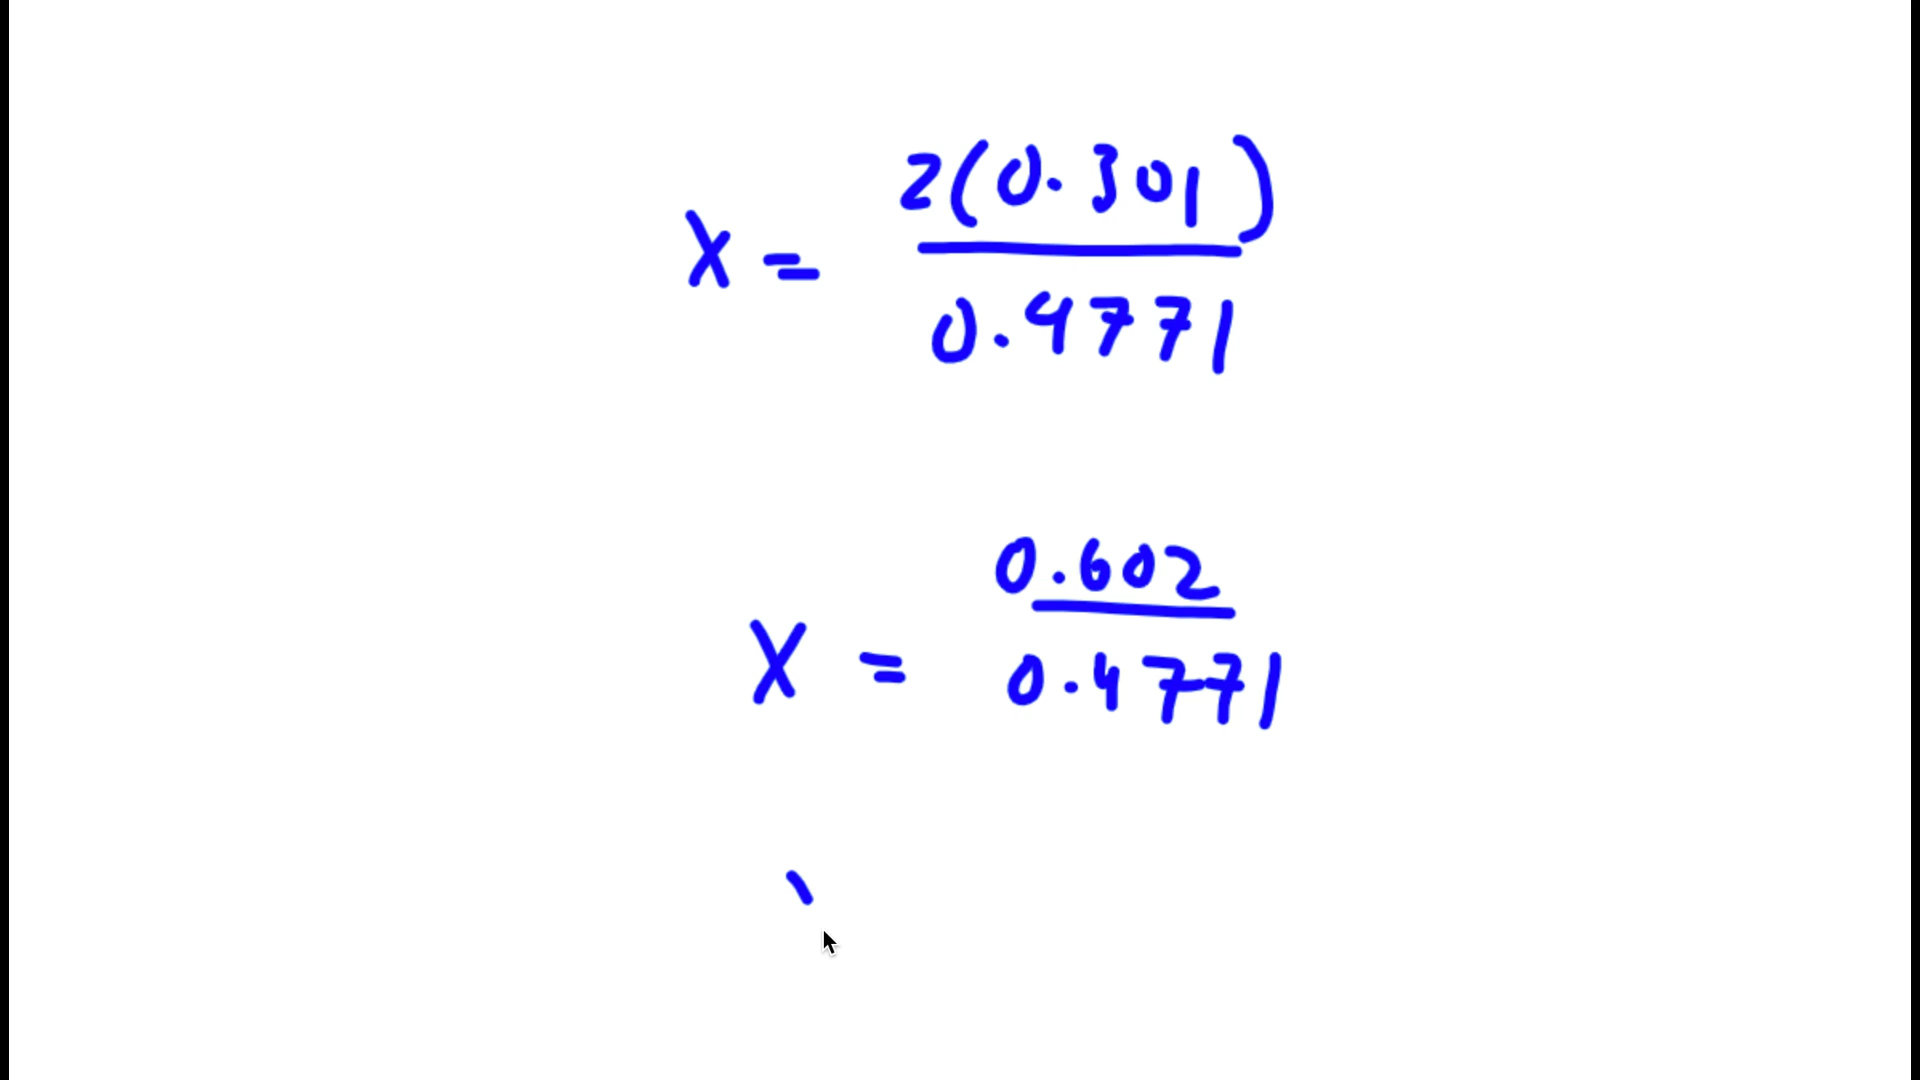 X = 2(0.301) / 0.4771
X = 0.602 / 0.4771